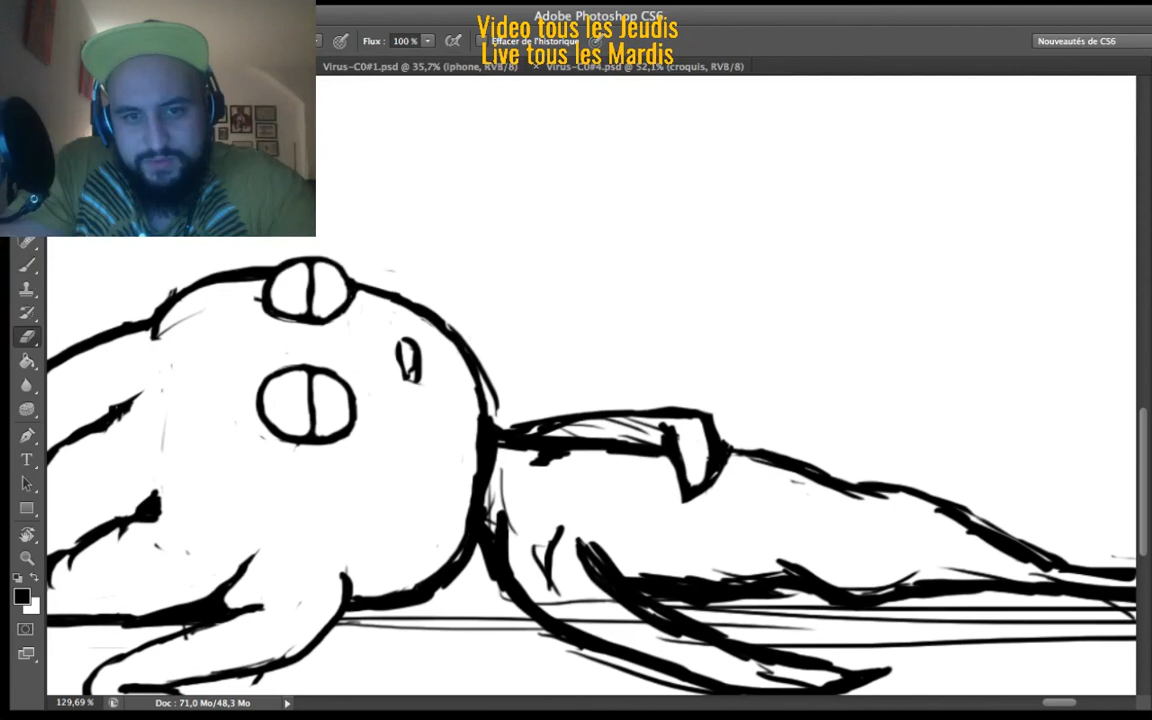 Adobe Photoshop CS6
Video tous les Jeudis
Flux : 100 % Effacer de l'historique Nouveautés de CS6
Live tous les Mardis
Virus-C0#1.psd @ 35,7% (iphone, RVB/8) × Virus-C0#4.psd @ 52,1% (croquis, RVB/8)
T
129,69 % Doc : 71,0 Mo/48,3 Mo